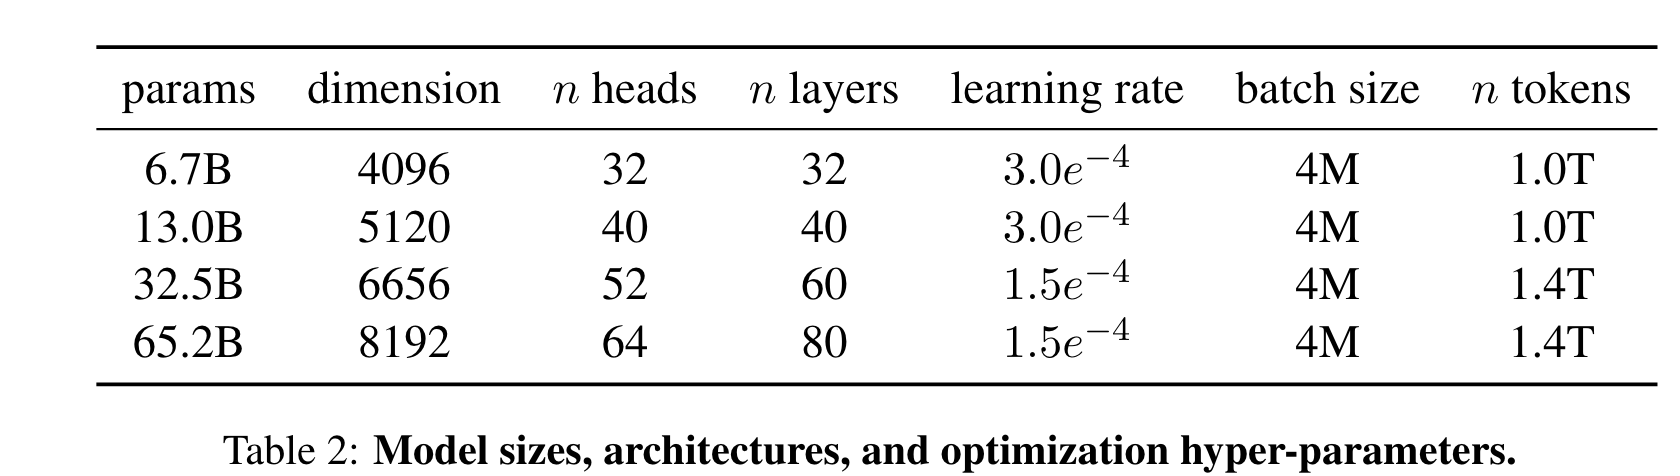 params dimension n heads n layers learning rate batch size n tokens
6.7B 4096 32 32 3.0e⁻⁴ 4M 1.0T
13.0B 5120 40 40 3.0e⁻⁴ 4M 1.0T
32.5B 6656 52 60 1.5e⁻⁴ 4M 1.4T
65.2B 8192 64 80 1.5e⁻⁴ 4M 1.4T
Table 2: Model sizes, architectures, and optimization hyper-parameters.